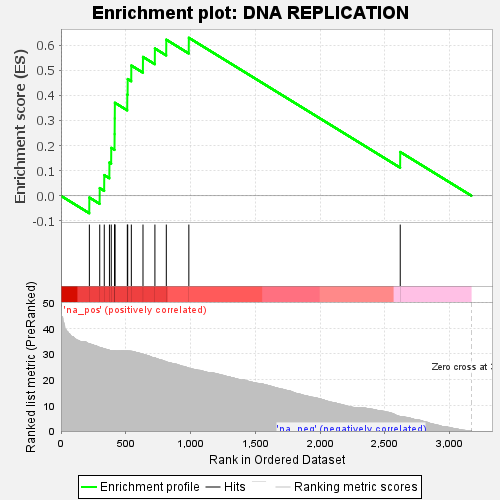 Enrichment plot: DNA REPLICATION
Enrichment score (ES)
0.6
0.5
0.4
0.3
0.2
0.1
0.0
-0.1
'na_pos' (positively correlated)
Ranked list metric (PreRanked)
50
40
30
20
10
0
Zero cross at 3
'na_neg' (negatively correlated)
0
500
1,000
1,500
2,000
2,500
3,000
Rank in Ordered Dataset
Enrichment profile
Hits
Ranking metric scores